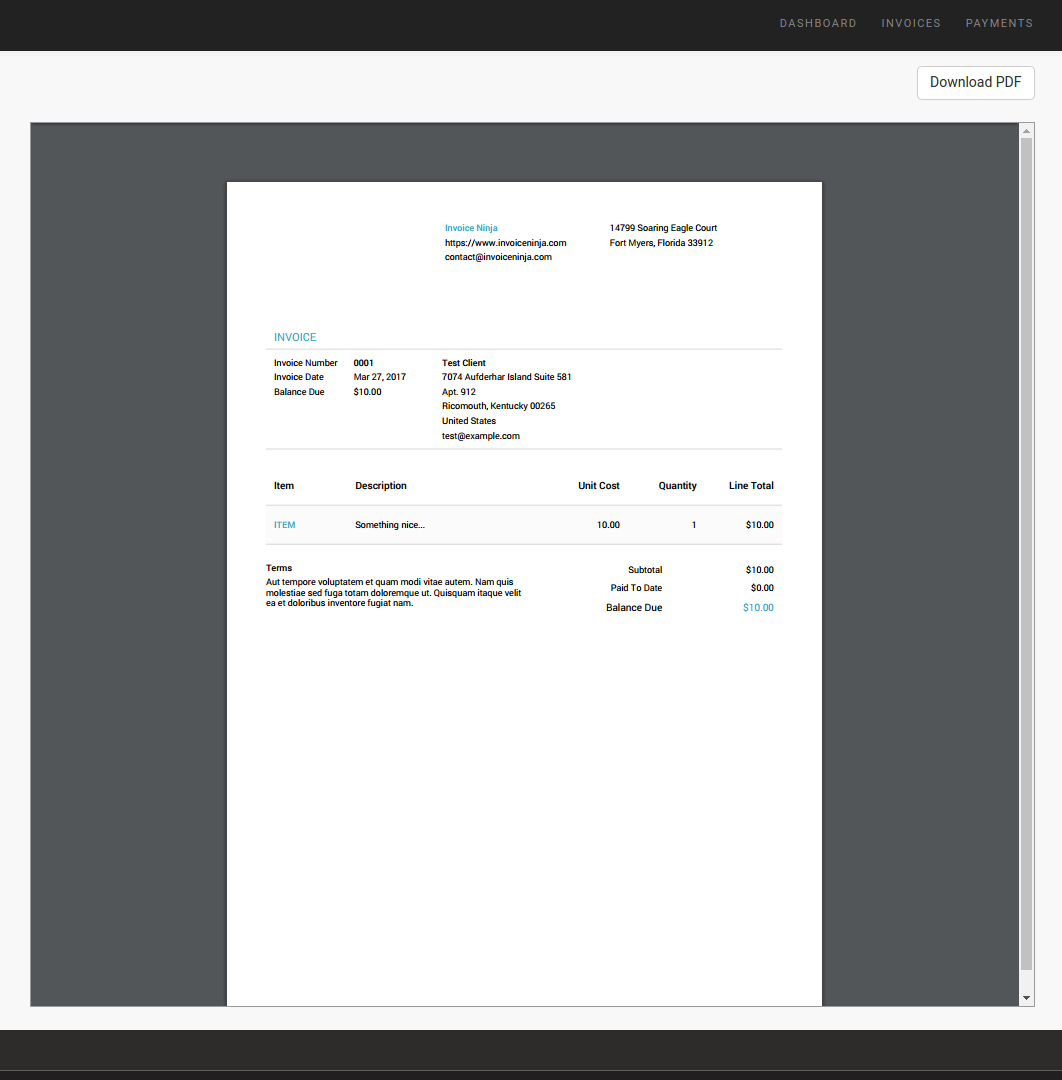 DASHBOARD INVOICES PAYMENTS
Download PDF
Invoice Ninja 14799 Soaring Eagle Court
https://www.invoiceninja.com Fort Myers, Florida 33912
contact@invoiceninja.com
INVOICE
Invoice Number 0001 Test Client
Invoice Date Mar 27, 2017 7074 Aufderhar Island Suite 581
Balance Due $10.00 Apt. 912
Ricomouth, Kentucky 00265
United States
test@example.com
Item Description Unit Cost Quantity Line Total
ITEM Something nice... 10.00 1 $10.00
Terms Subtotal $10.00
Aut tempore voluptatem et quam modi vitae autem. Nam quis Paid To Date $0.00
molestiae sed fuga totam doloremque ut. Quisquam itaque velit
ea et doloribus inventore fugiat nam. Balance Due $10.00